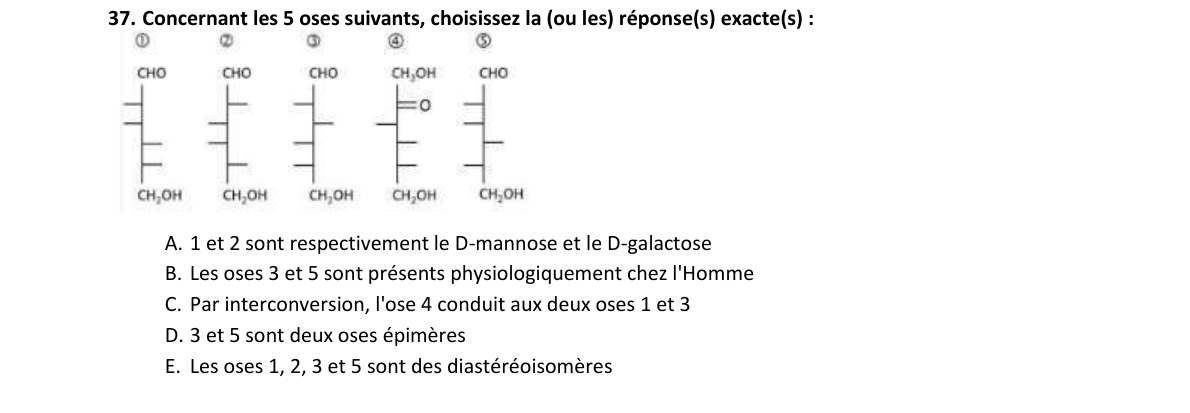 37. Concernant les 5 oses suivants, choisissez la (ou les) réponse(s) exacte(s) :
① ② ③ ④ ⑤
CHO CHO CHO CH₂OH CHO
=O
CH₂OH CH₂OH CH₂OH CH₂OH CH₂OH
A. 1 et 2 sont respectivement le D-mannose et le D-galactose
B. Les oses 3 et 5 sont présents physiologiquement chez l'Homme
C. Par interconversion, l'ose 4 conduit aux deux oses 1 et 3
D. 3 et 5 sont deux oses épimères
E. Les oses 1, 2, 3 et 5 sont des diastéréoisomères